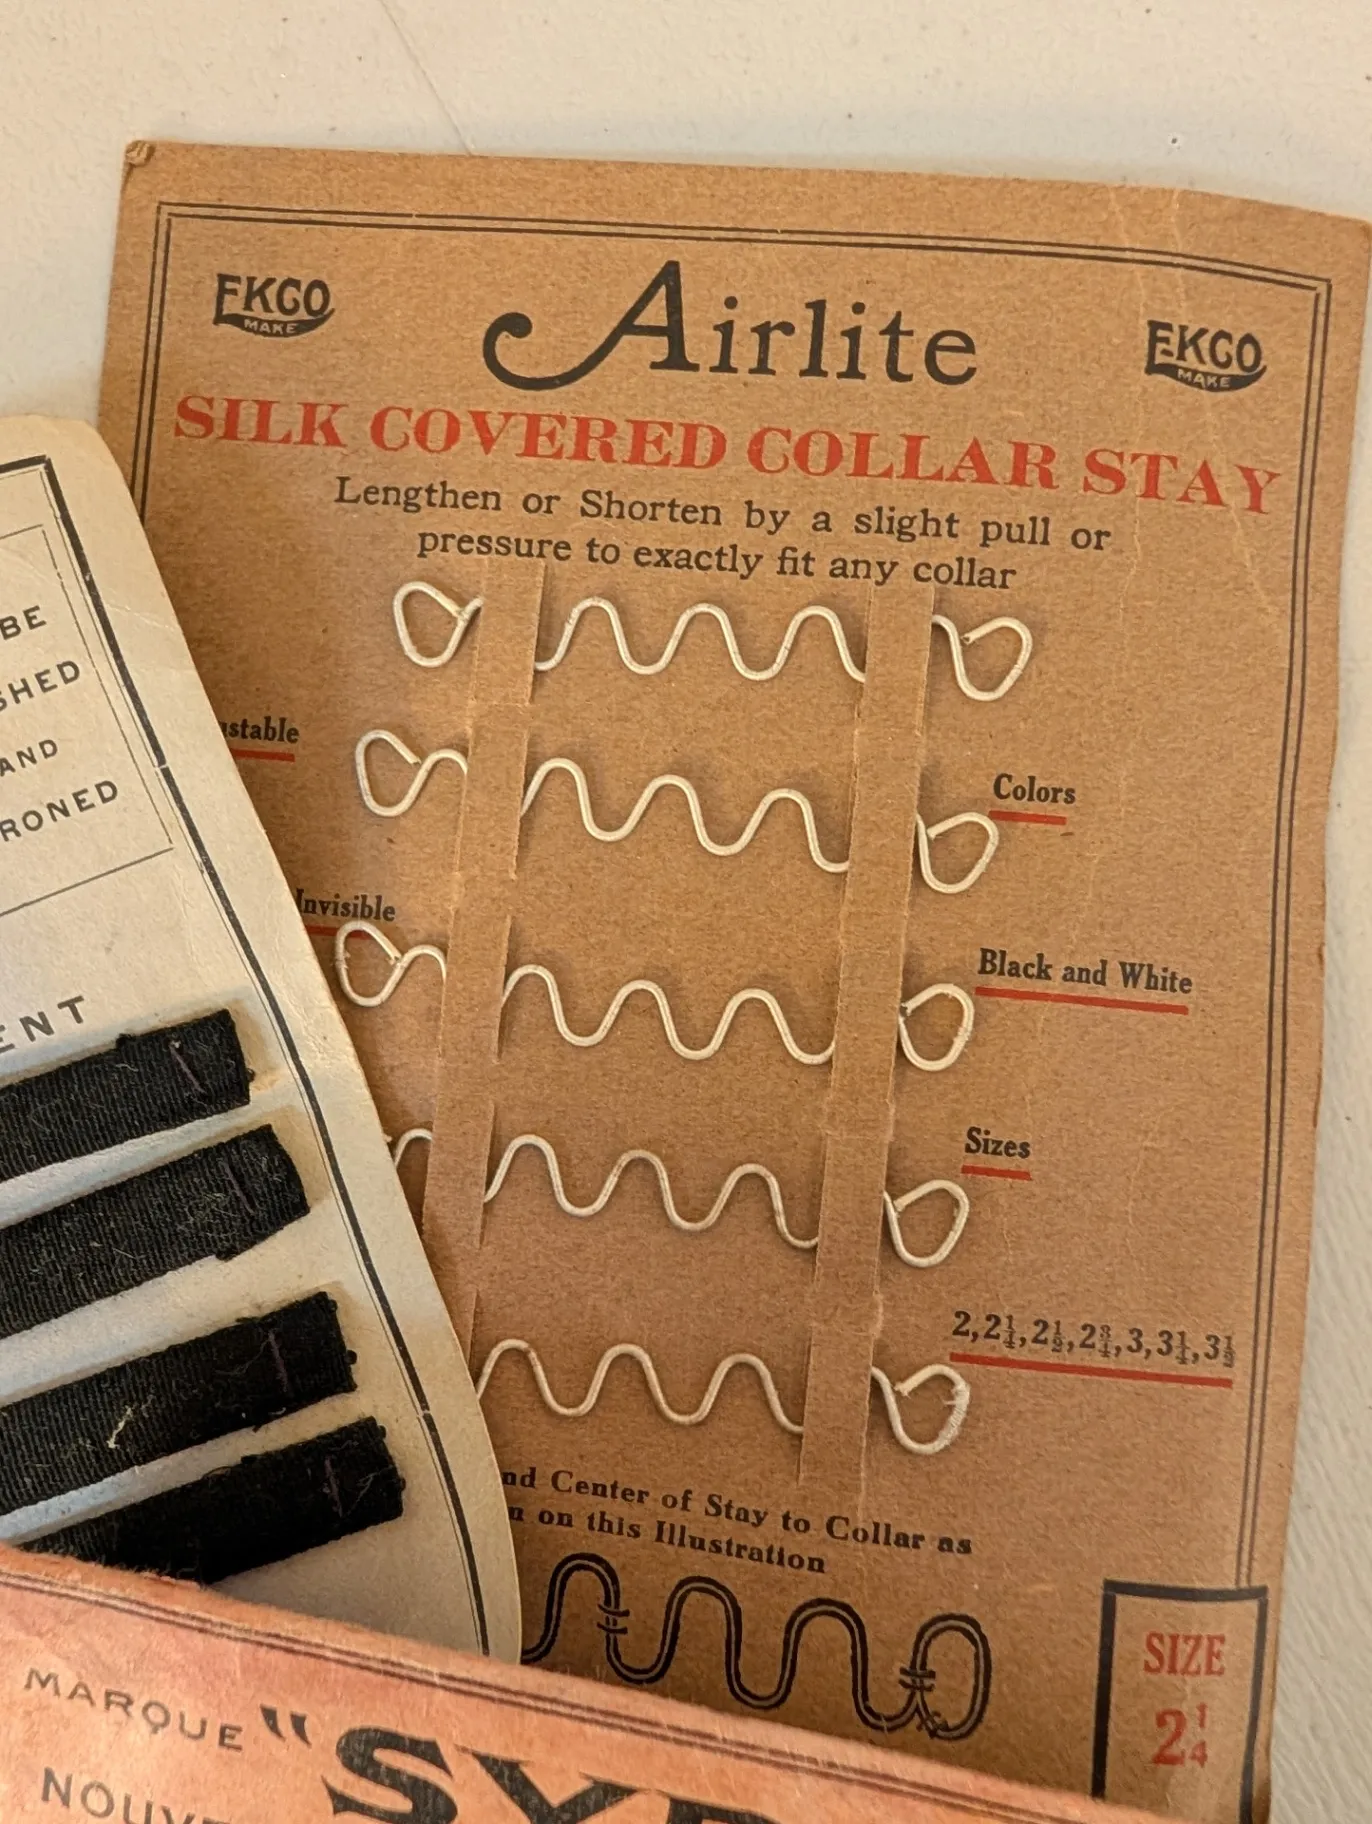 EKCO
MAKE
Airlite
EKCO
MAKE
SILK COVERED COLLAR STAY
Lengthen or Shorten by a slight pull or
pressure to exactly fit any collar
ustable
Colors
Invisible
Black and White
Sizes
2, 2¼, 2½, 2¾, 3, 3¼, 3½
nd Center of Stay to Collar as
n on this Illustration
SIZE
2¼
BE
SHED
AND
RONED
ENT
MARQUE "SY
NOUV